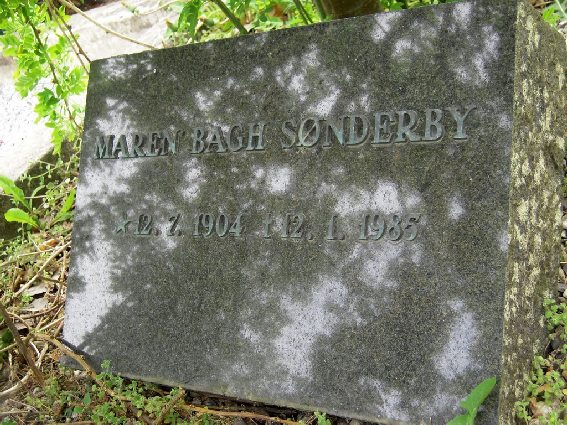 MAREN BAGH SØNDERBY
★12. 7. 1904 †12. 1. 1985